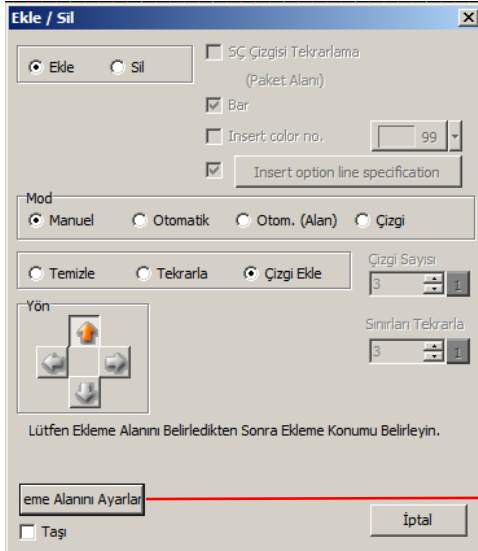 Ekle / Sil
Ekle Sil
SÇ Çizgisi Tekrarlama
(Paket Alanı)
Bar
Insert color no. 99
Insert option line specification
Mod
Manuel Otomatik Otom. (Alan) Çizgi
Temizle Tekrarla Çizgi Ekle
Çizgi Sayısı
3 1
Yön
Sınırları Tekrarla
3 1
Lütfen Ekleme Alanını Belirledikten Sonra Ekleme Konumu Belirleyin.
eme Alanını Ayarlar
Taşı
İptal